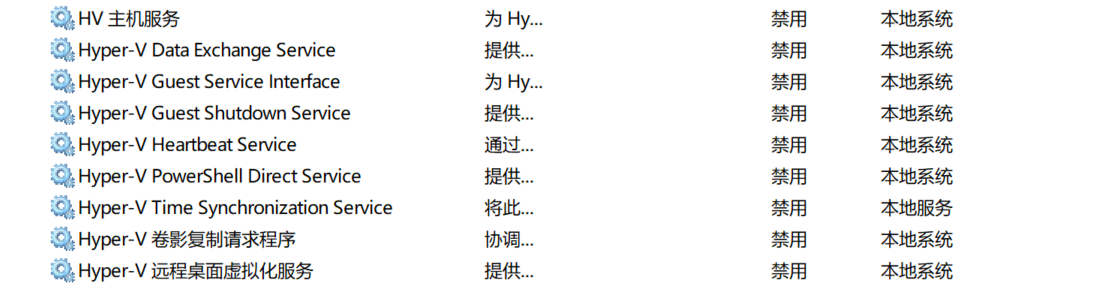 HV 主机服务 为 Hy... 禁用 本地系统
Hyper-V Data Exchange Service 提供... 禁用 本地系统
Hyper-V Guest Service Interface 为 Hy... 禁用 本地系统
Hyper-V Guest Shutdown Service 提供... 禁用 本地系统
Hyper-V Heartbeat Service 通过... 禁用 本地系统
Hyper-V PowerShell Direct Service 提供... 禁用 本地系统
Hyper-V Time Synchronization Service 将此... 禁用 本地服务
Hyper-V 卷影复制请求程序 协调... 禁用 本地系统
Hyper-V 远程桌面虚拟化服务 提供... 禁用 本地系统